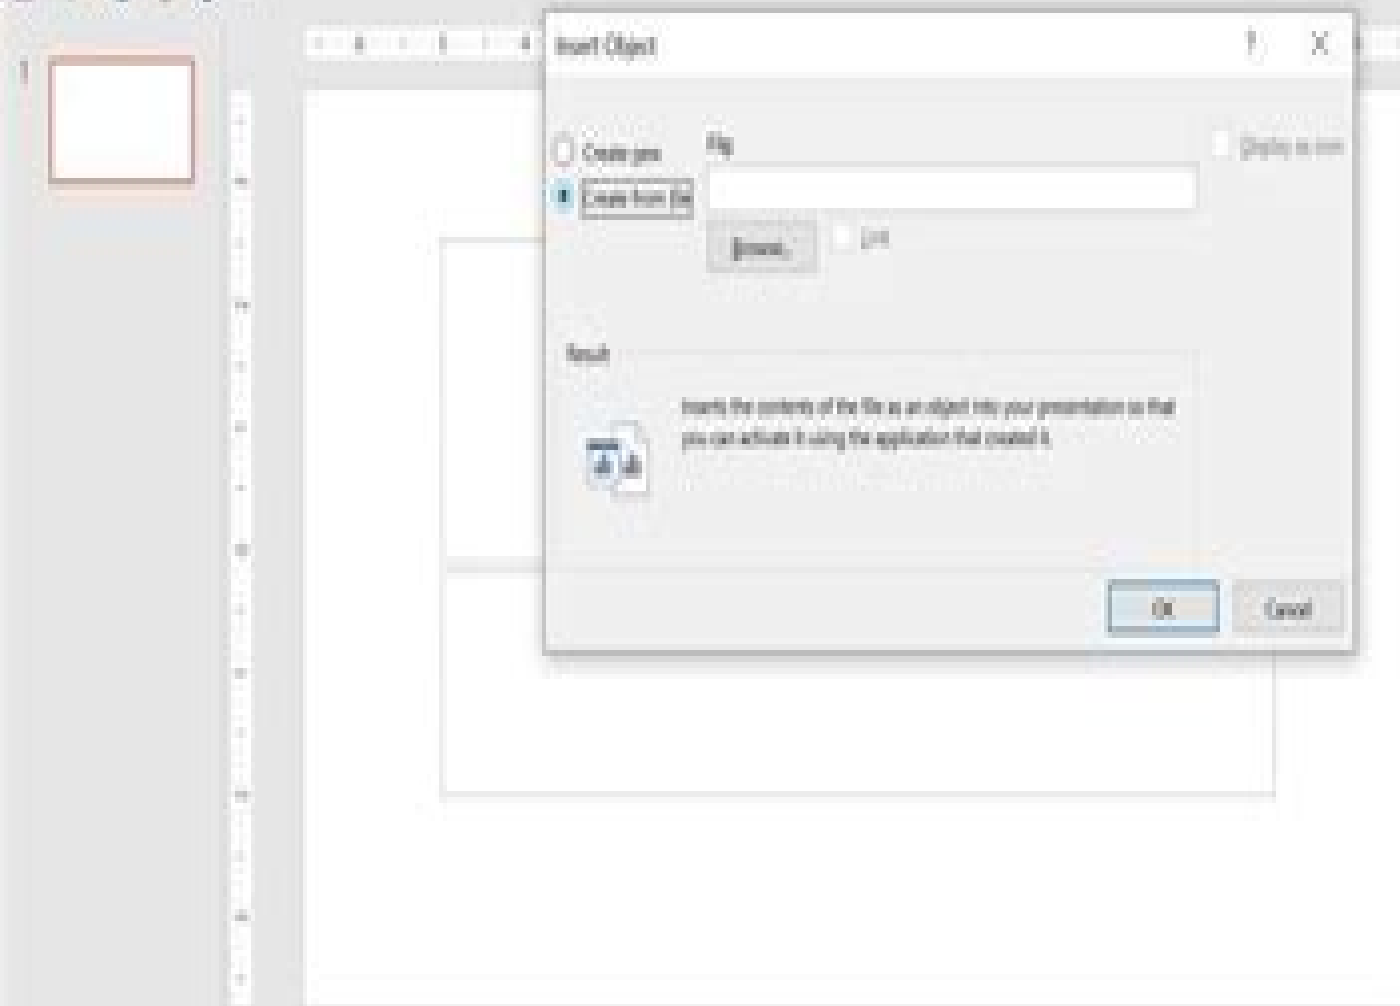 1
Insert Object
? X
Create new
File:
Display as icon
Create from file
Browse...
Link
Result
Inserts the contents of the file as an object into your presentation so that
you can activate it using the application that created it.
OK
Cancel